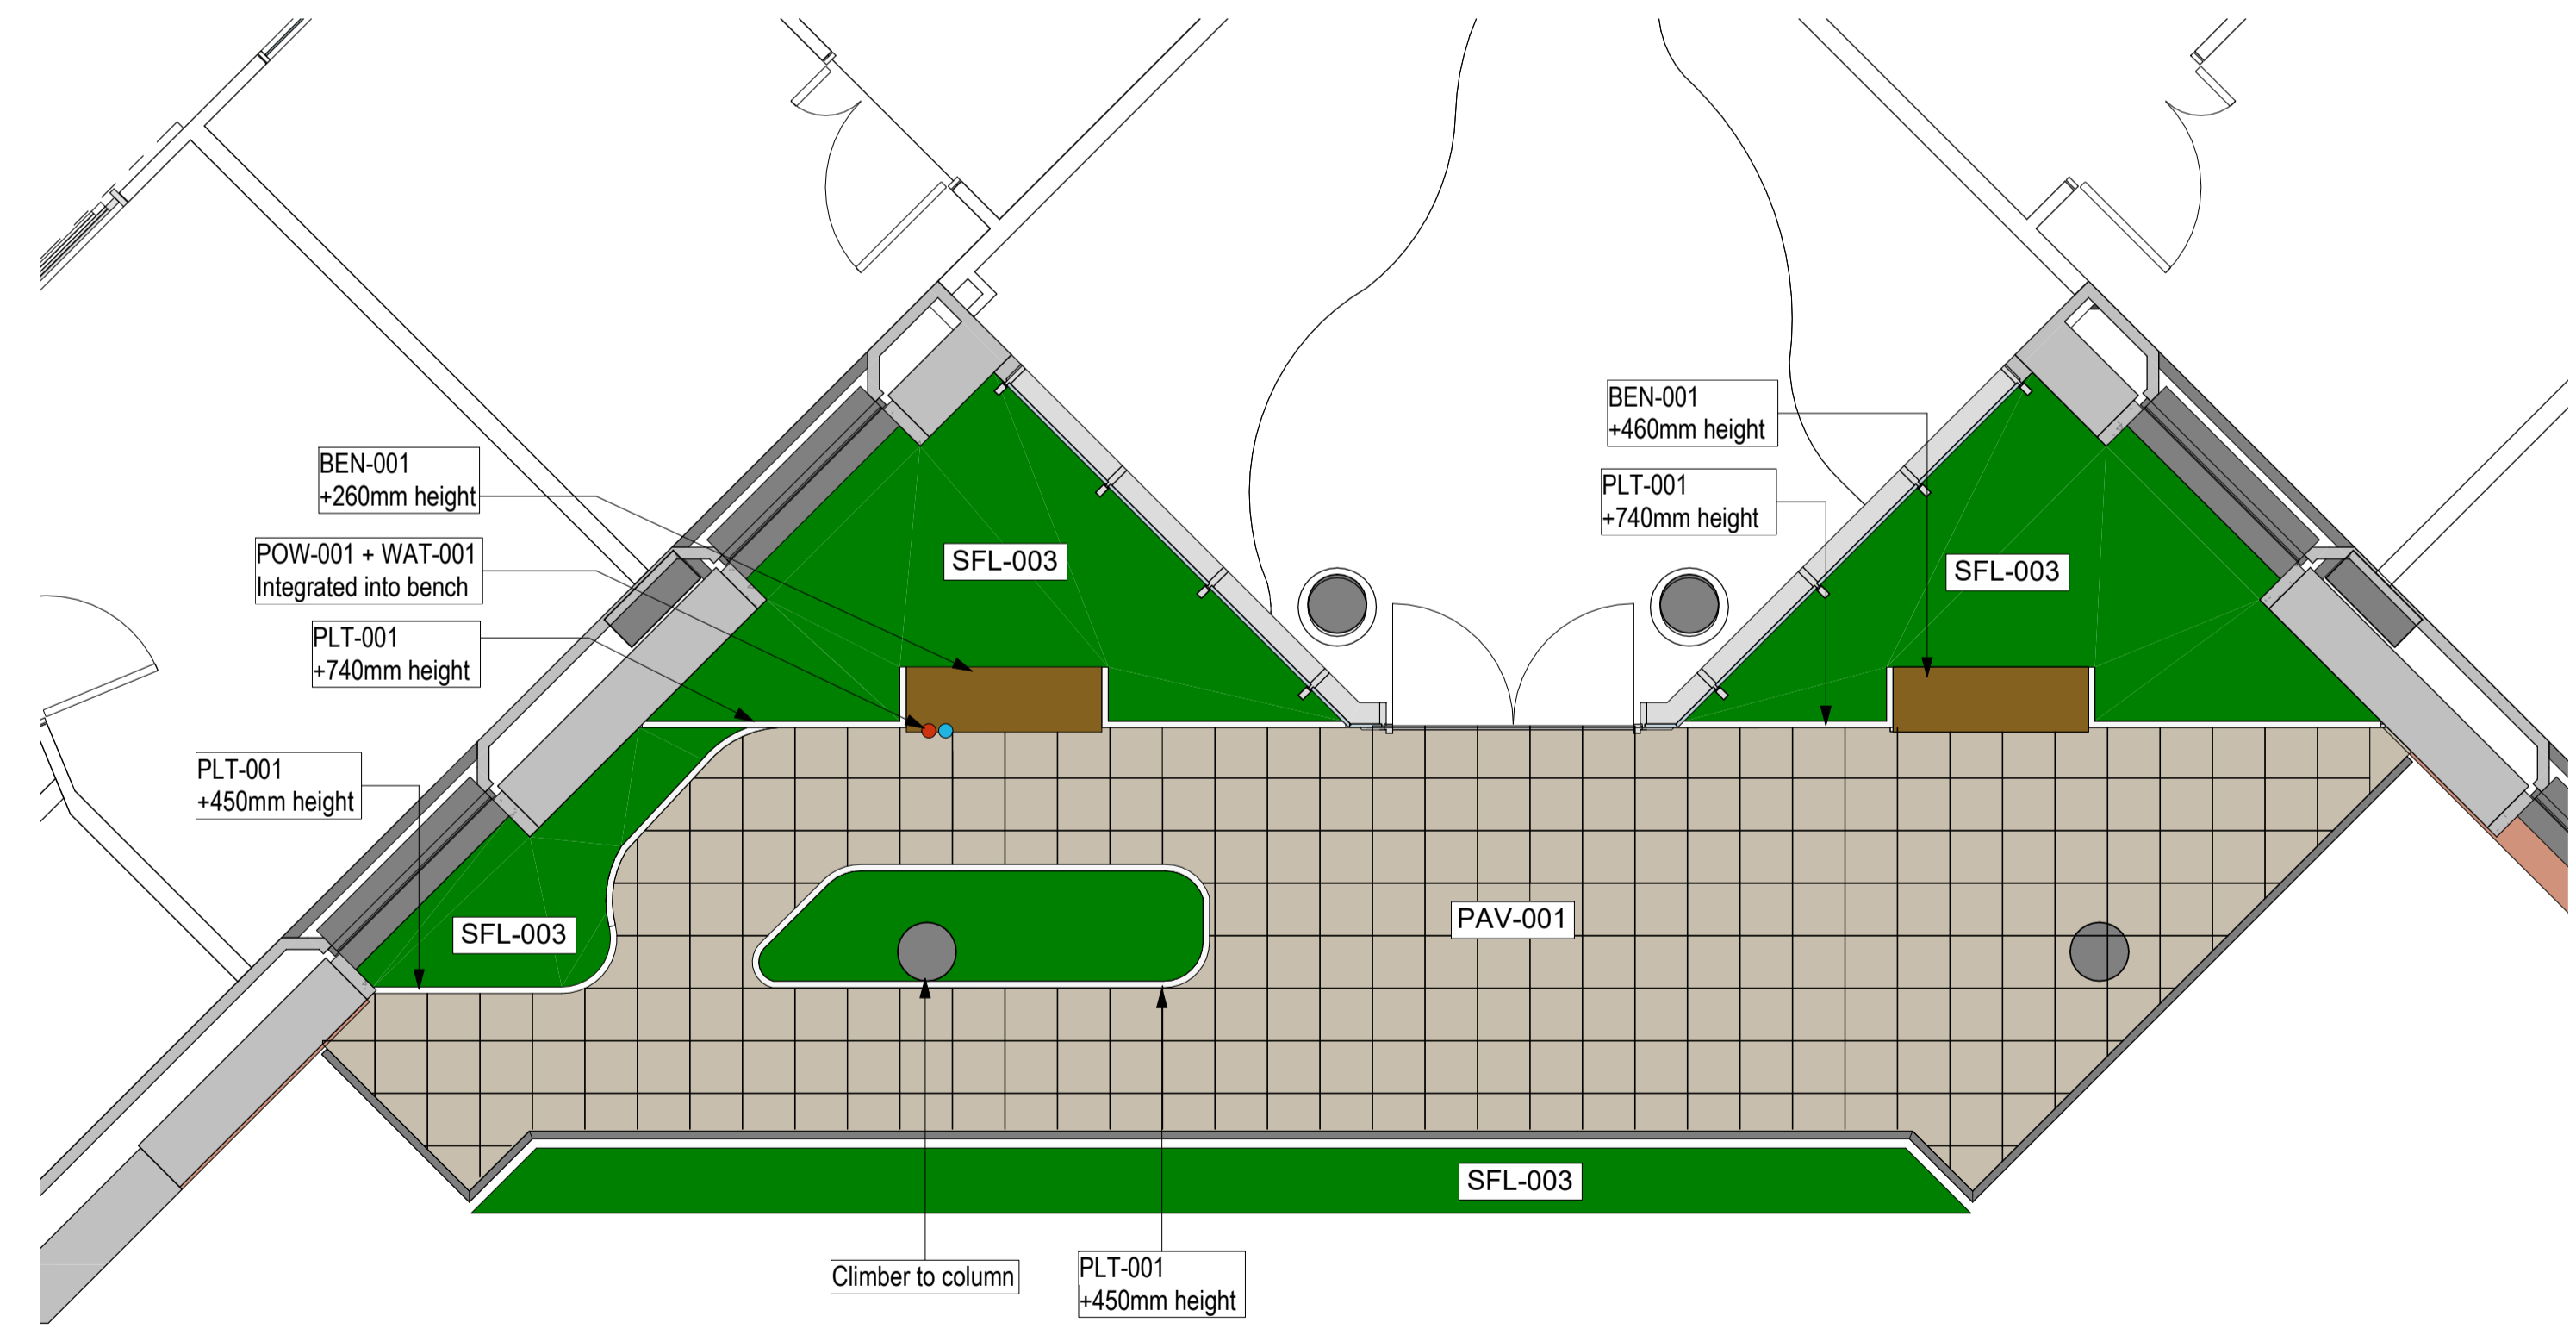 BEN-001
+460mm height
BEN-001
+260mm height
PLT-001
+740mm height
POW-001 + WAT-001
Integrated into bench
SFL-003
SFL-003
PLT-001
+740mm height
PLT-001
+450mm height
SFL-003
PAV-001
SFL-003
Climber to column
PLT-001
+450mm height